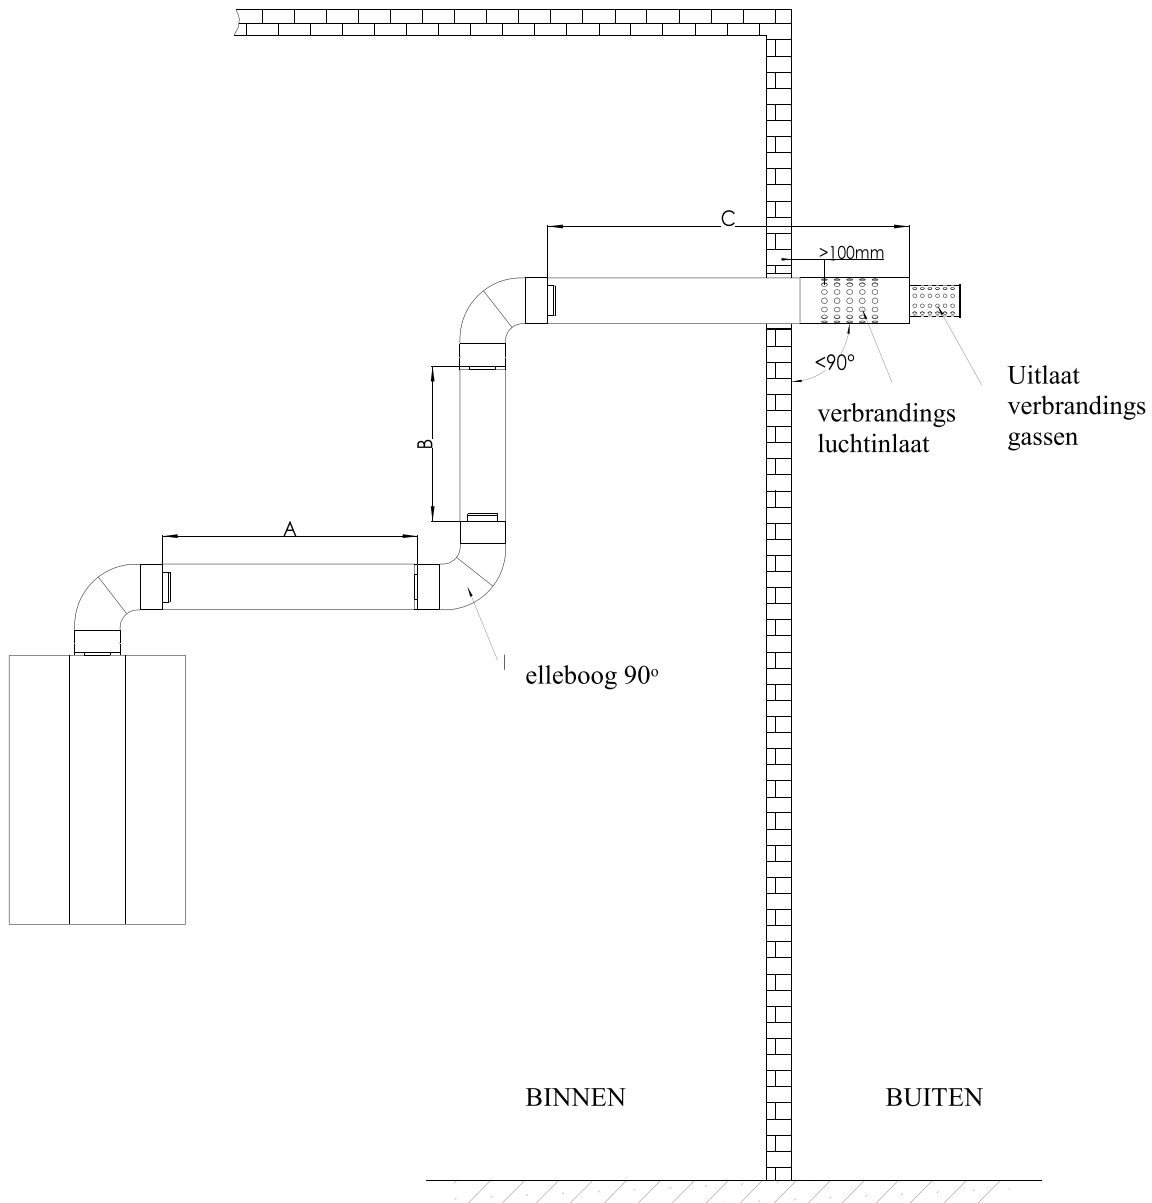 C
>100mm
<90°
Uitlaat
verbrandings
gassen
verbrandings
luchtinlaat
B
A
elleboog 90°
BINNEN
BUITEN